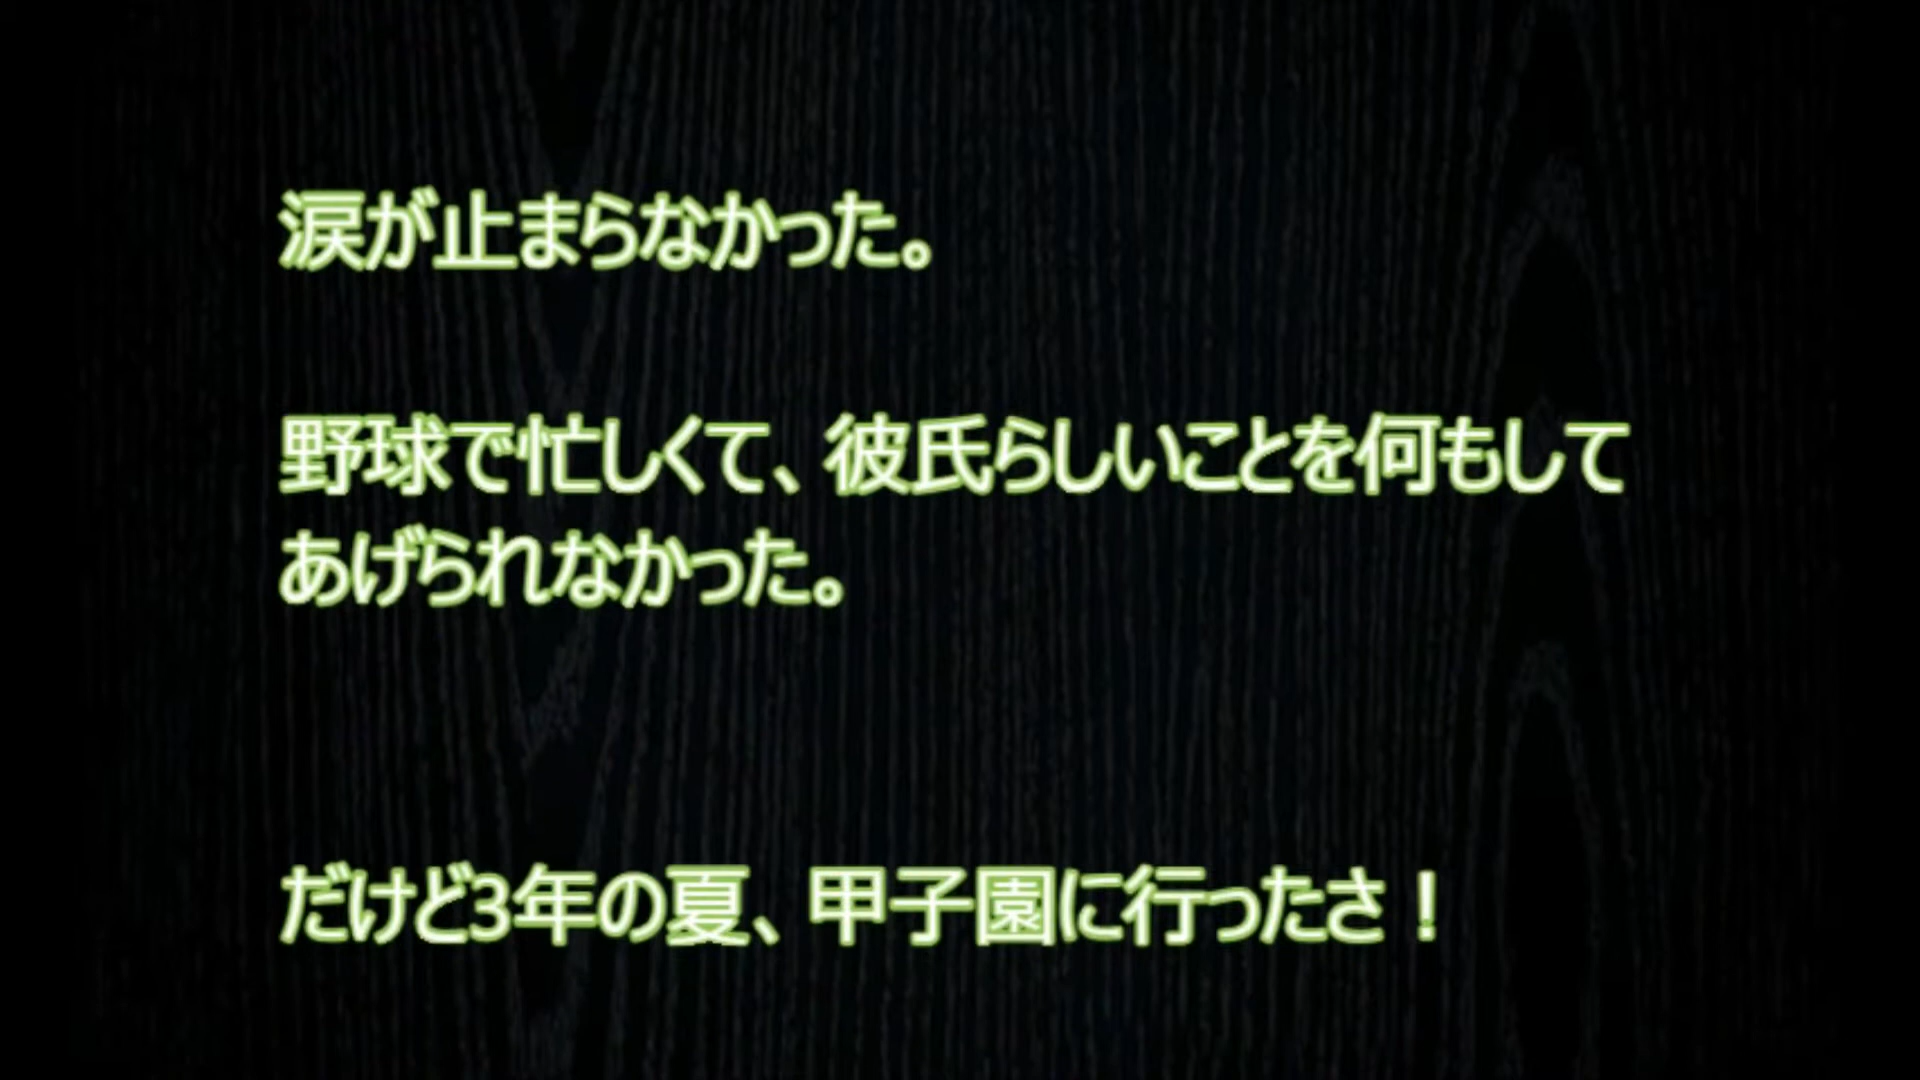 涙が止まらなかった。
野球で忙しくて、彼氏らしいことを何もして
あげられなかった。
だけど3年の夏、甲子園に行ったさ！